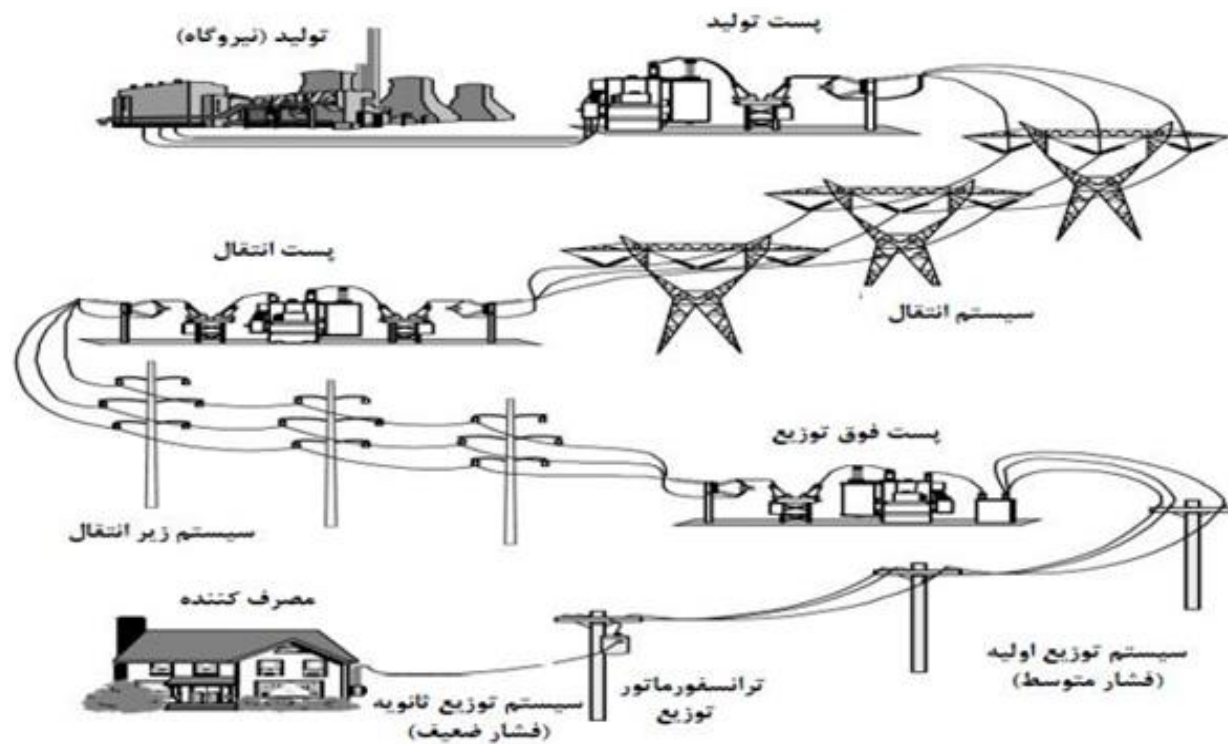 تولید (نیروگاه)
پست تولید
پست انتقال
سیستم انتقال
پست فوق توزیع
سیستم زیر انتقال
مصرف کننده
سیستم توزیع اولیه
(فشار متوسط)
ترانسفورماتور
توزیع
سیستم توزیع ثانویه
(فشار ضعیف)